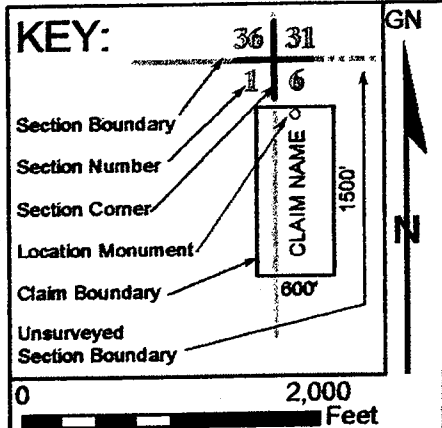 KEY:
36 31
1 6
GN
Section Boundary
Section Number
Section Corner
Location Monument
Claim Boundary
Unsurveyed
Section Boundary
CLAIM NAME
1500'
600'
N
0 2,000
Feet